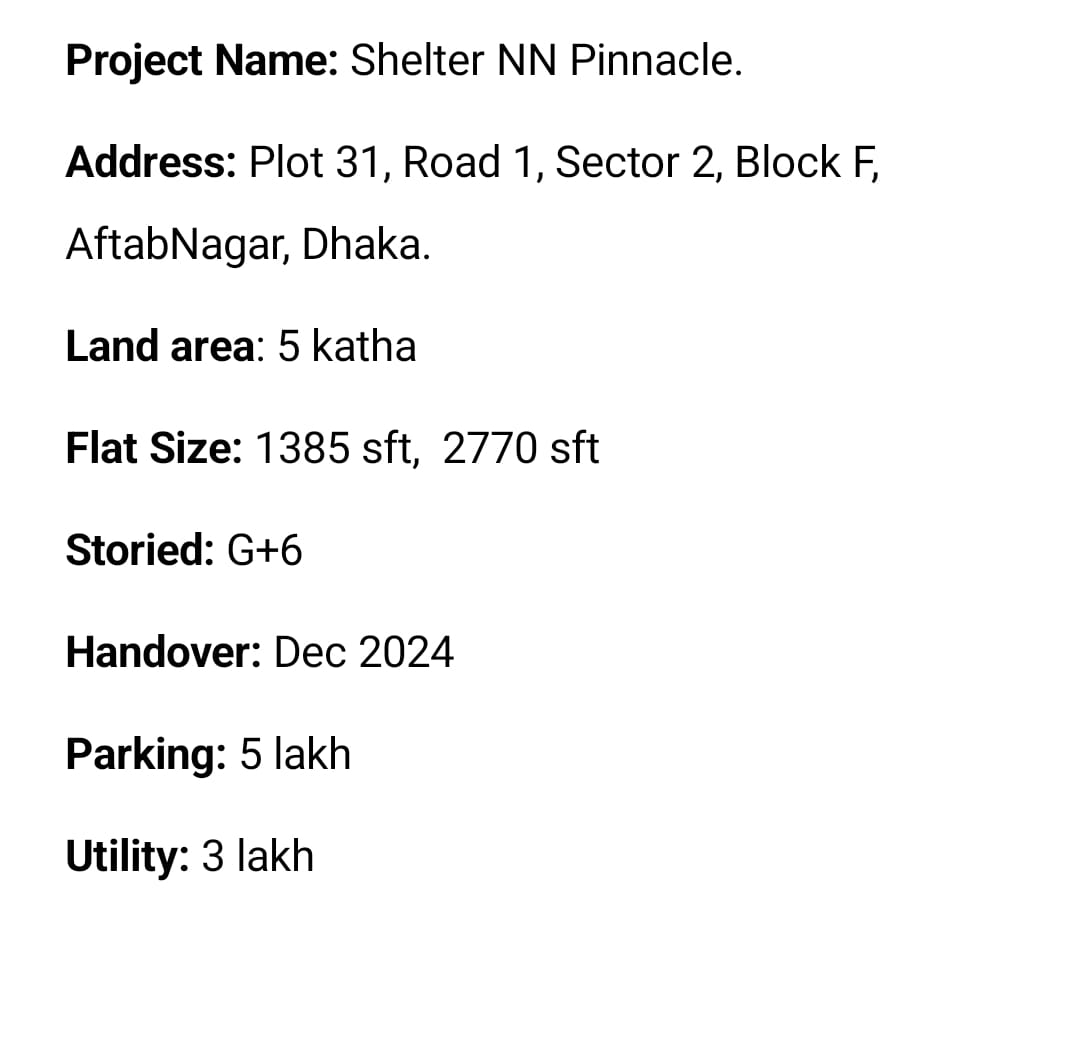 Project Name: Shelter NN Pinnacle.
Address: Plot 31, Road 1, Sector 2, Block F,
AftabNagar, Dhaka.
Land area: 5 katha
Flat Size: 1385 sft,  2770 sft
Storied: G+6
Handover: Dec 2024
Parking: 5 lakh
Utility: 3 lakh